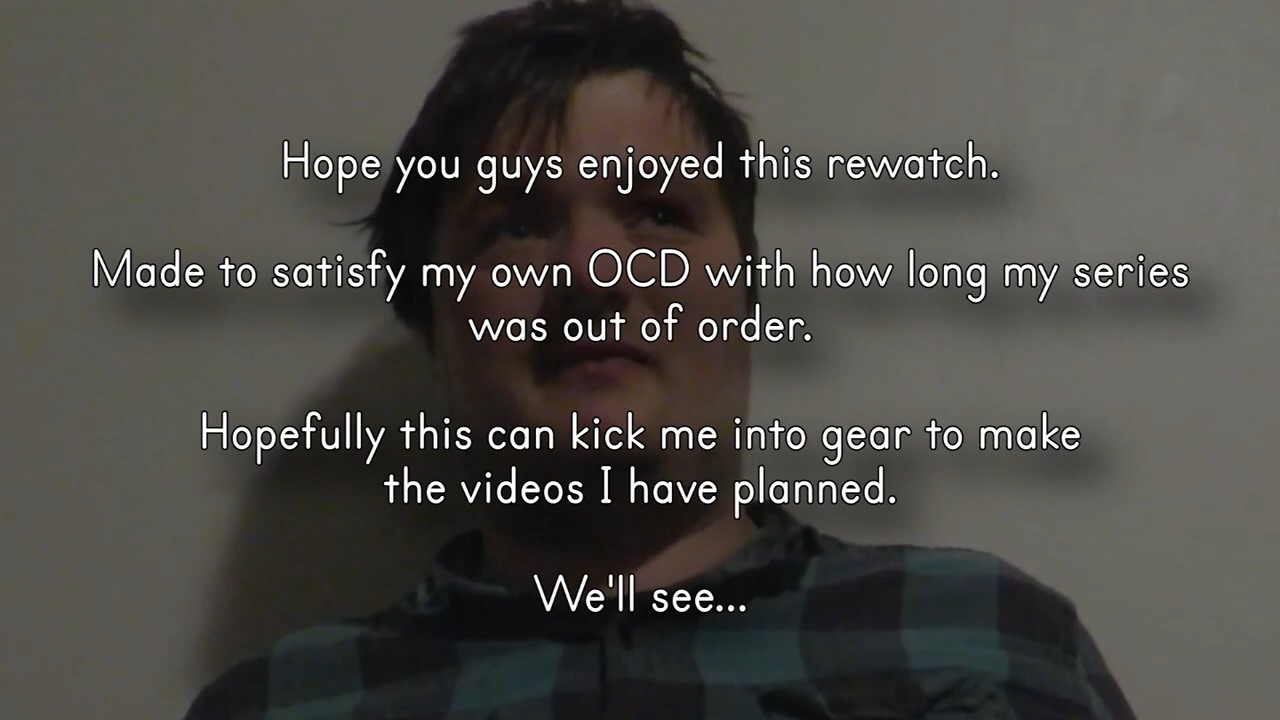 Hope you guys enjoyed this rewatch.
Made to satisfy my own OCD with how long my series
was out of order.
Hopefully this can kick me into gear to make
the videos I have planned.
We'll see...